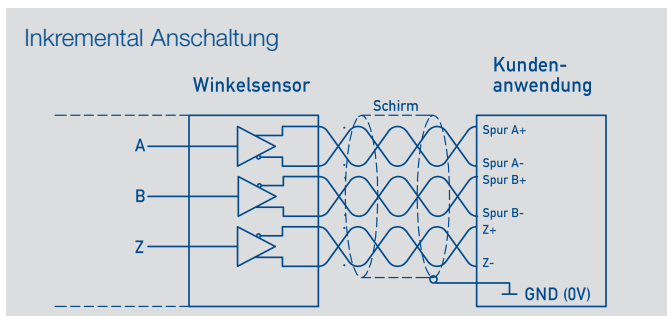 Inkremental Anschaltung
Winkelsensor
Kunden-
anwendung
Schirm
A
B
Z
Spur A+
Spur A-
Spur B+
Spur B-
Z+
Z-
GND (0V)